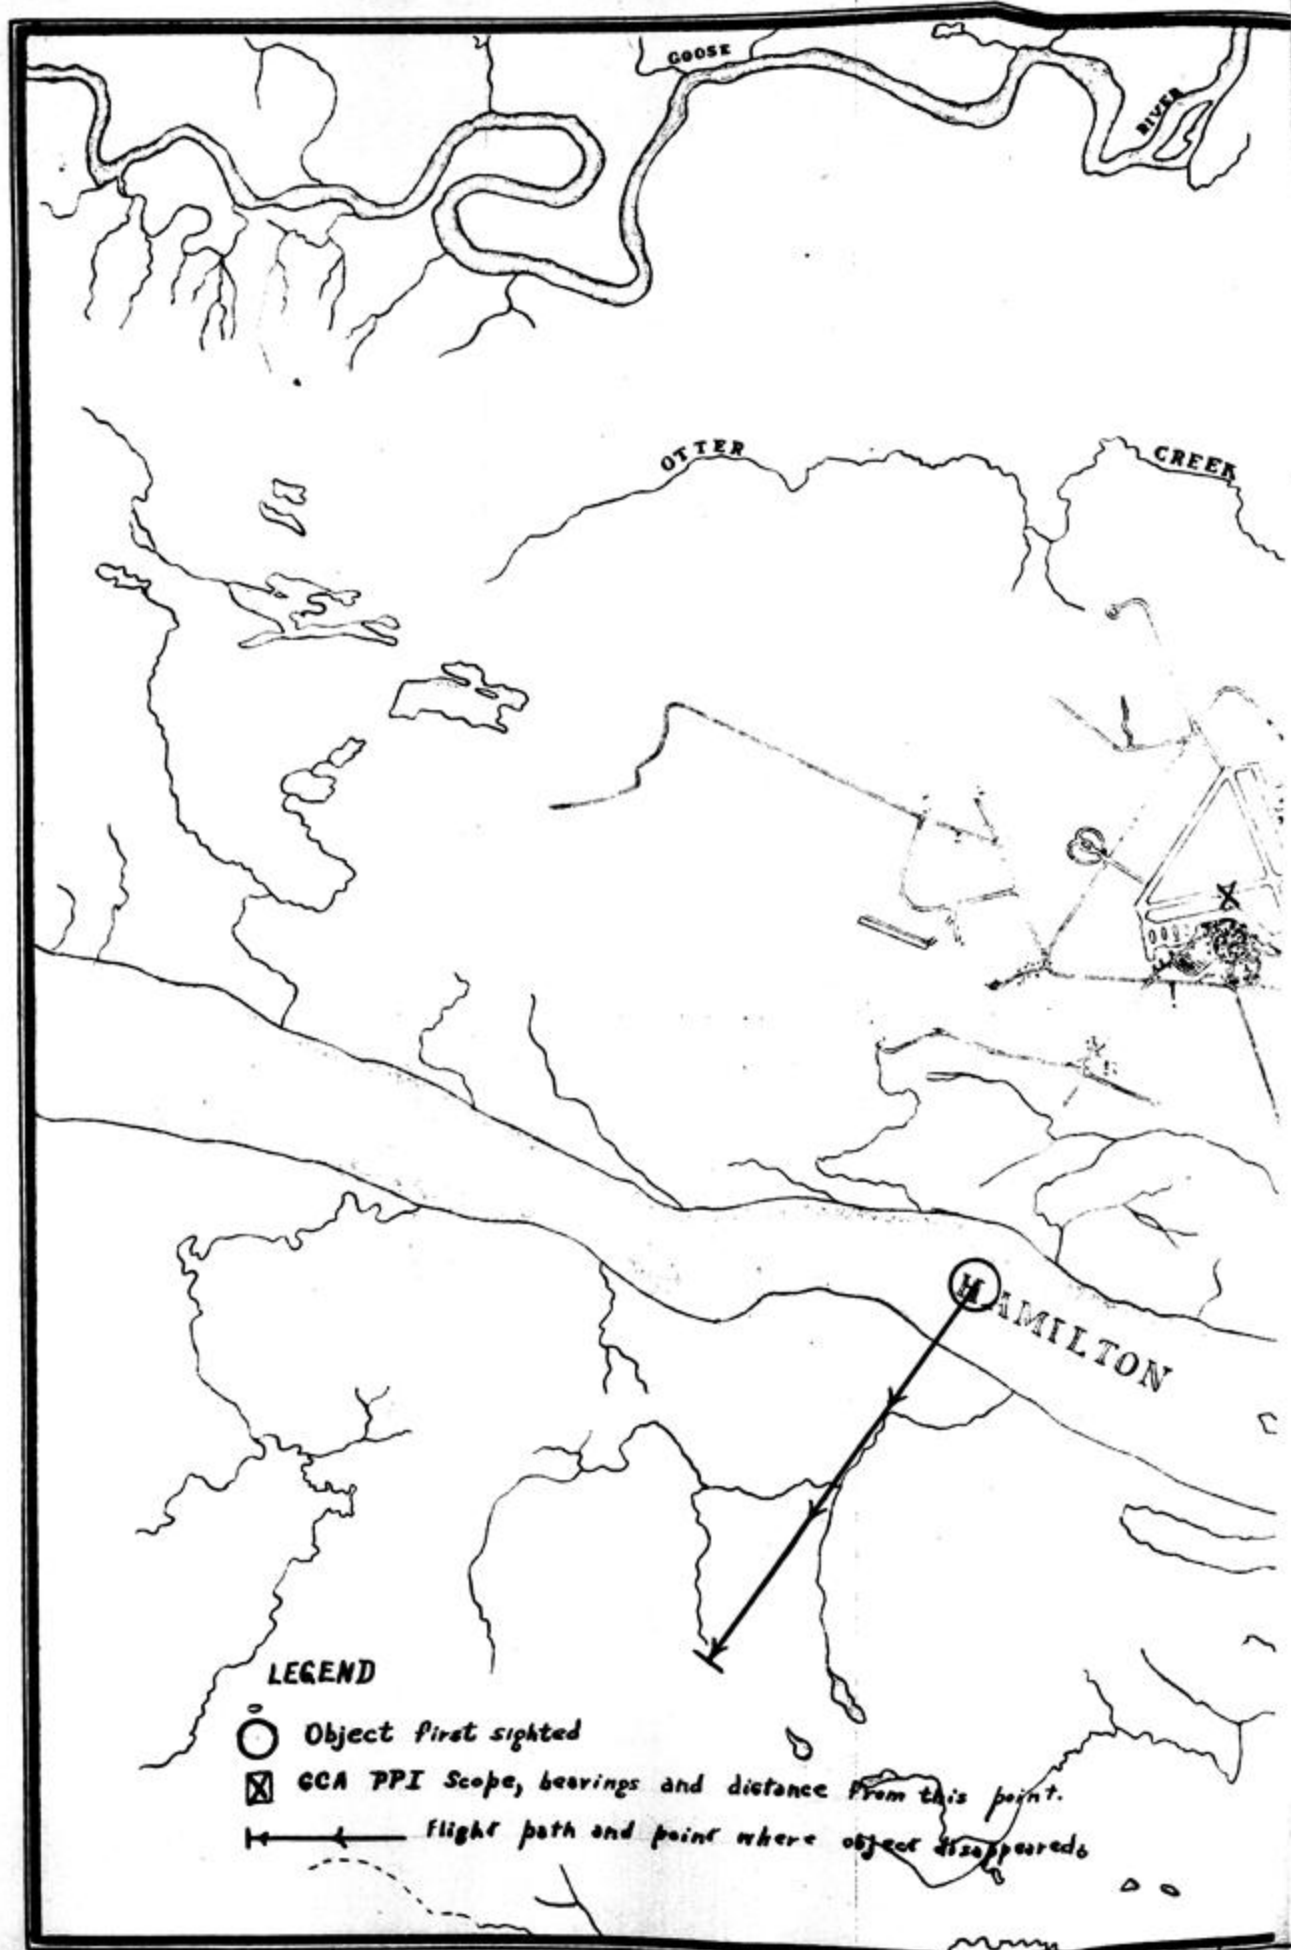 GOOSE
RIVER
OTTER
CREEK
HAMILTON
LEGEND
Object first sighted
GCA PPI Scope, bearings and distance from this point.
Flight path and point where object disappeared.